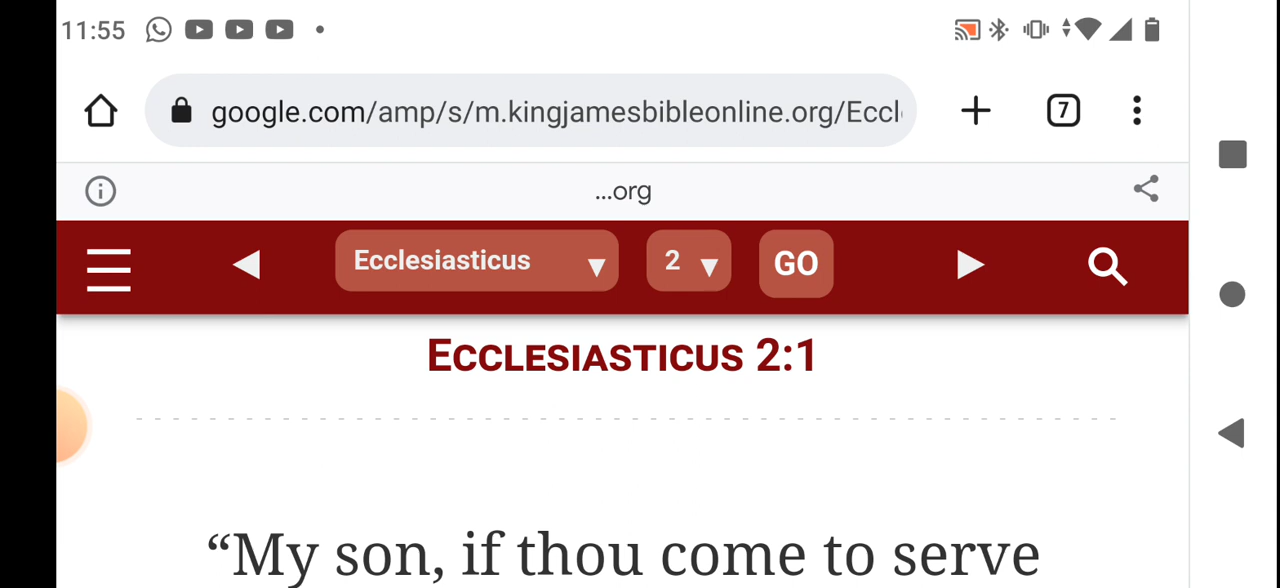 11:55
google.com/amp/s/m.kingjamesbibleonline.org/Eccl
7
...org
Ecclesiasticus 2 GO
ECCLESIASTICUS 2:1
“My son, if thou come to serve